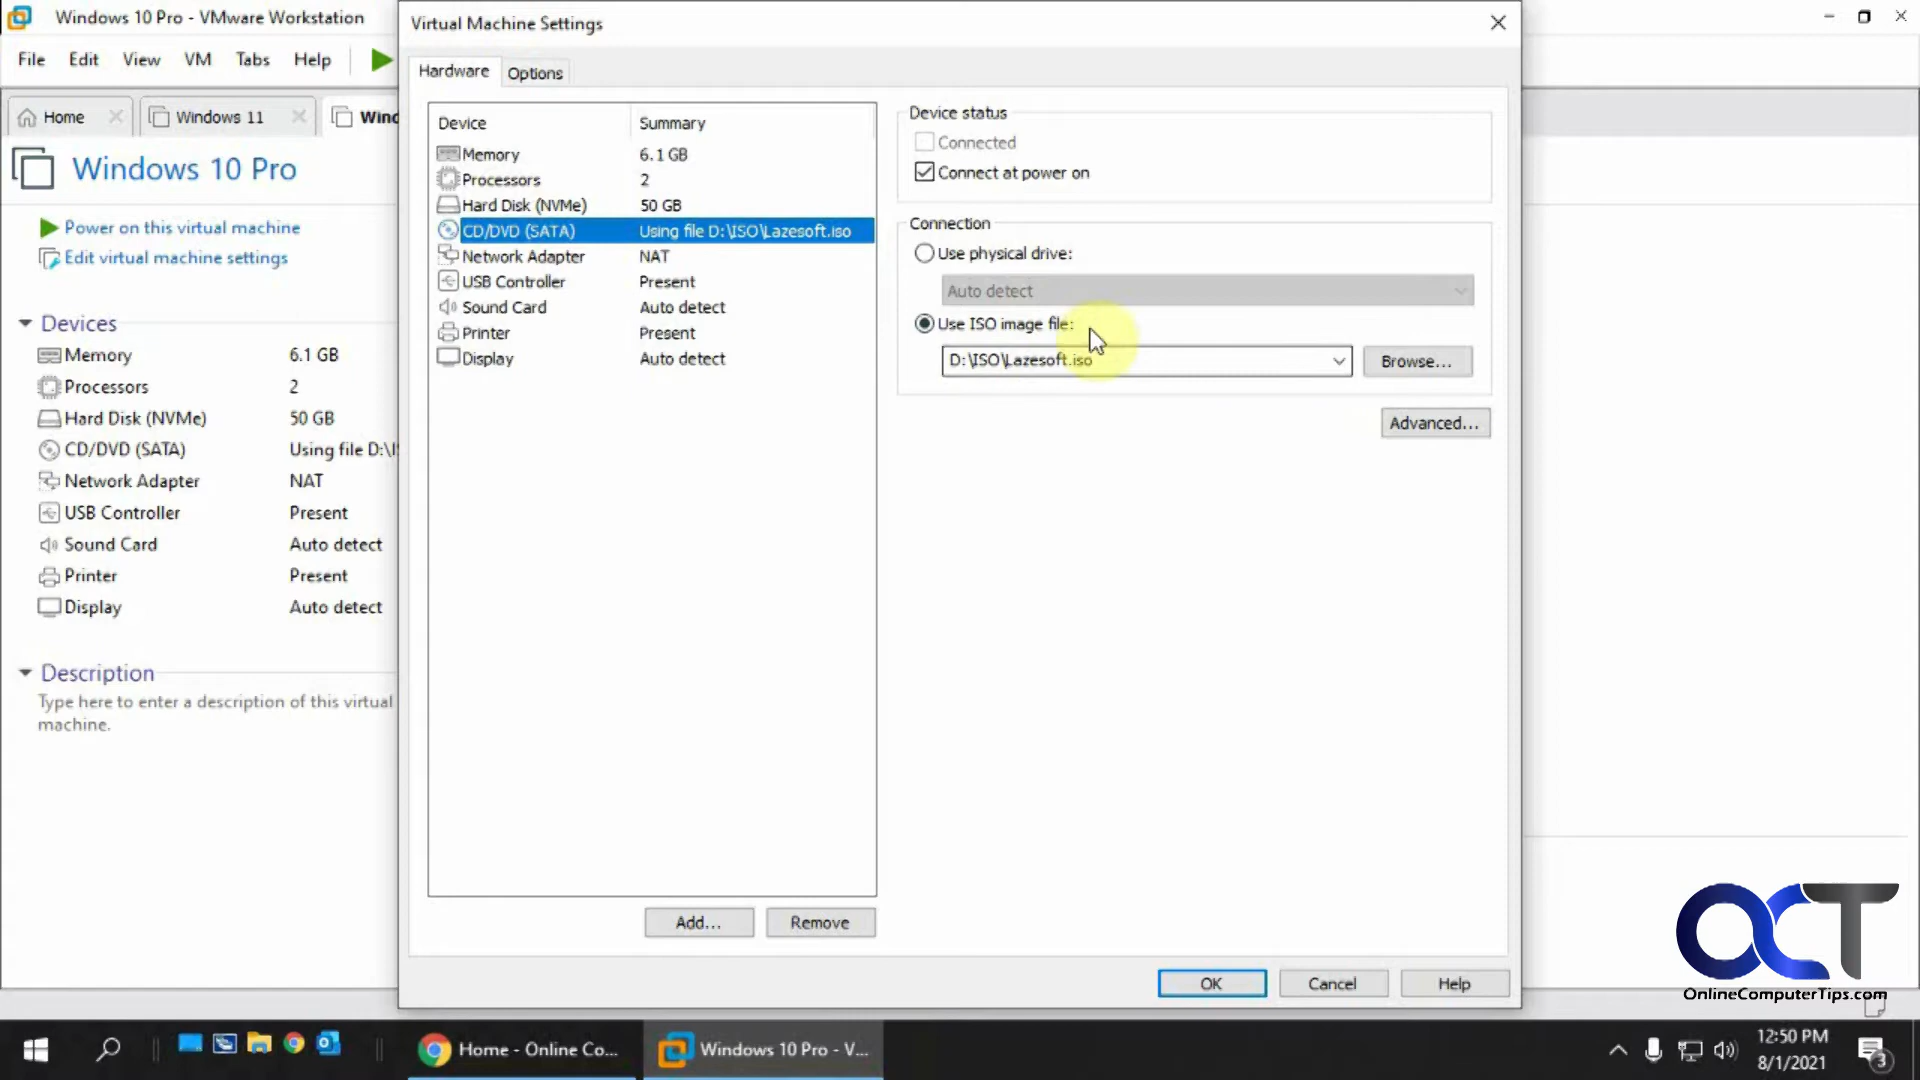 Windows 10 Pro - VMware Workstation
File Edit View VM Tabs Help
Home
Windows 11
Wind
Windows 10 Pro
Power on this virtual machine
Edit virtual machine settings
Devices
Memory 6.1 GB
Processors 2
Hard Disk (NVMe) 50 GB
CD/DVD (SATA) Using file D:\IS
Network Adapter NAT
USB Controller Present
Sound Card Auto detect
Printer Present
Display Auto detect
Description
Type here to enter a description of this virtual
machine.
Virtual Machine Settings
Hardware Options
Device Summary
Memory 6.1 GB
Processors 2
Hard Disk (NVMe) 50 GB
CD/DVD (SATA) Using file D:\ISO\Lazesoft.iso
Network Adapter NAT
USB Controller Present
Sound Card Auto detect
Printer Present
Display Auto detect
Add... Remove
Device status
Connected
Connect at power on
Connection
Use physical drive:
Auto detect
Use ISO image file:
D:\ISO\Lazesoft.iso Browse...
Advanced...
OK Cancel Help
OCT
OnlineComputerTips.com
Home - Online Co...
Windows 10 Pro - V...
12:50 PM
8/1/2021
3